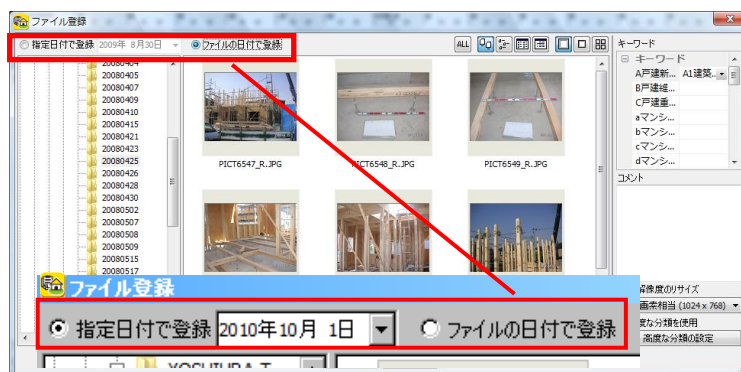 ファイル登録
指定日付で登録 2009年 8月30日
ファイルの日付で登録
ALL
キーワード
キーワード
A戸建新... A1建築...
B戸建維...
C戸建重...
aマンシ...
bマンシ...
cマンシ...
dマンシ...
コメント
20080404
20080405
20080407
20080409
20080410
20080415
20080421
20080423
20080425
20080426
20080428
20080430
20080502
20080507
20080508
20080509
20080515
20080517
PICT6547_R.JPG
PICT6548_R.JPG
PICT6549_R.JPG
解像度のリサイズ
画素相当 (1024 x 768)
度な分類を使用
高度な分類の設定
ファイル登録
指定日付で登録 2010年10月 1日
ファイルの日付で登録